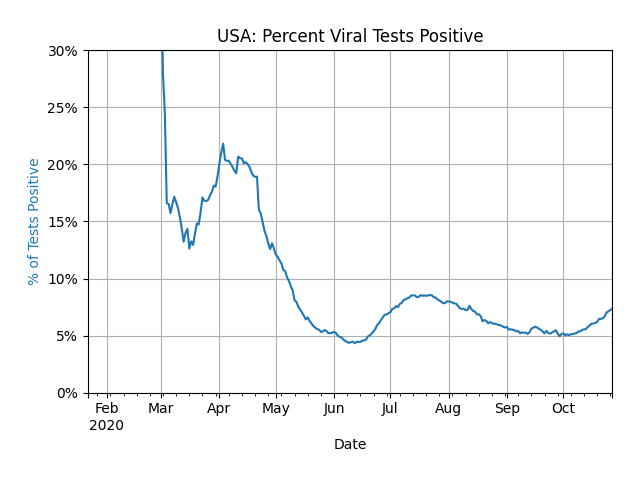 USA: Percent Viral Tests Positive
30%
25%
20%
15%
10%
5%
0%
% of Tests Positive
Feb Mar Apr May Jun Jul Aug Sep Oct
2020
Date